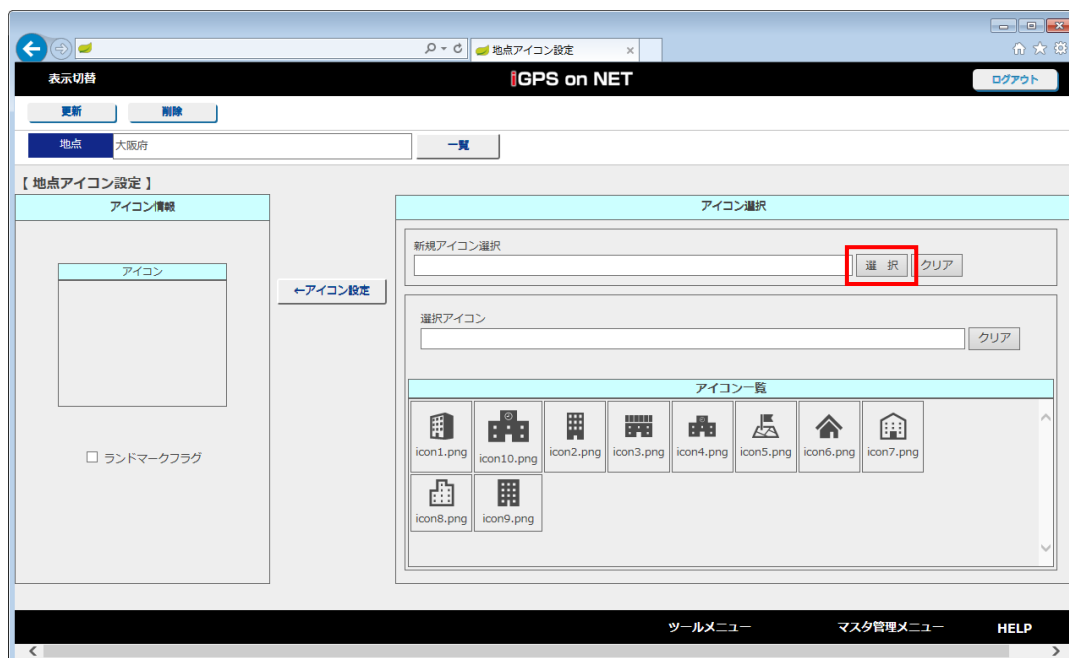 地点アイコン設定
表示切替
iGPS on NET
ログアウト
更新
削除
地点
大阪府
一覧
【 地点アイコン設定 】
アイコン情報
アイコン
ランドマークフラグ
←アイコン設定
アイコン選択
新規アイコン選択
選 択
クリア
選択アイコン
クリア
アイコン一覧
icon1.png
icon10.png
icon2.png
icon3.png
icon4.png
icon5.png
icon6.png
icon7.png
icon8.png
icon9.png
ツールメニュー
マスタ管理メニュー
HELP